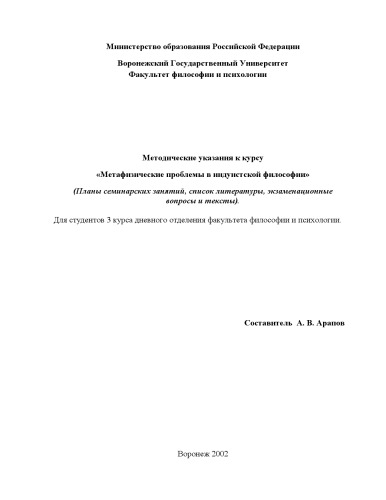 Министерство образования Российской Федерации
Воронежский Государственный Университет
Факультет философии и психологии
Методические указания к курсу
«Метафизические проблемы в индуистской философии»
(Планы семинарских занятий, список литературы, экзаменационные
вопросы и тексты).
Для студентов 3 курса дневного отделения факультета философии и психологии.
Составитель А. В. Арапов
Воронеж 2002